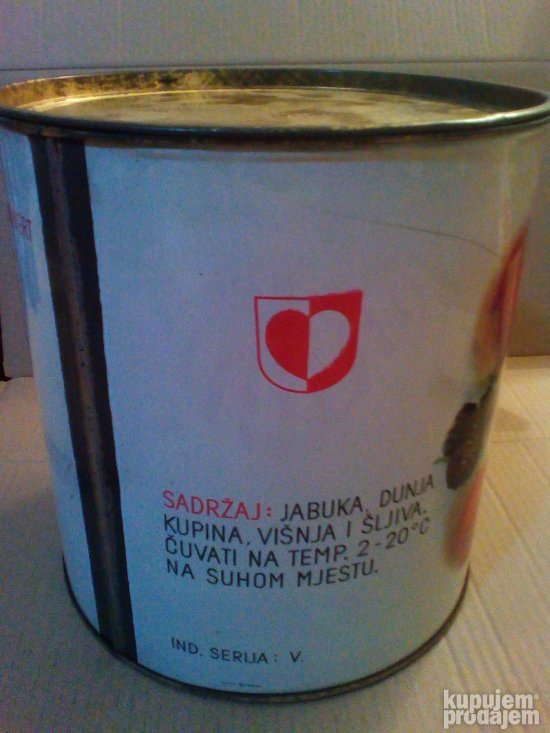 SADRŽAJ: JABUKA, DUNJA
KUPINA, VIŠNJA I ŠLJIVA.
ČUVATI NA TEMP. 2-20°C
NA SUHOM MJESTU.
IND. SERIJA: V.
kupujem
prodajem